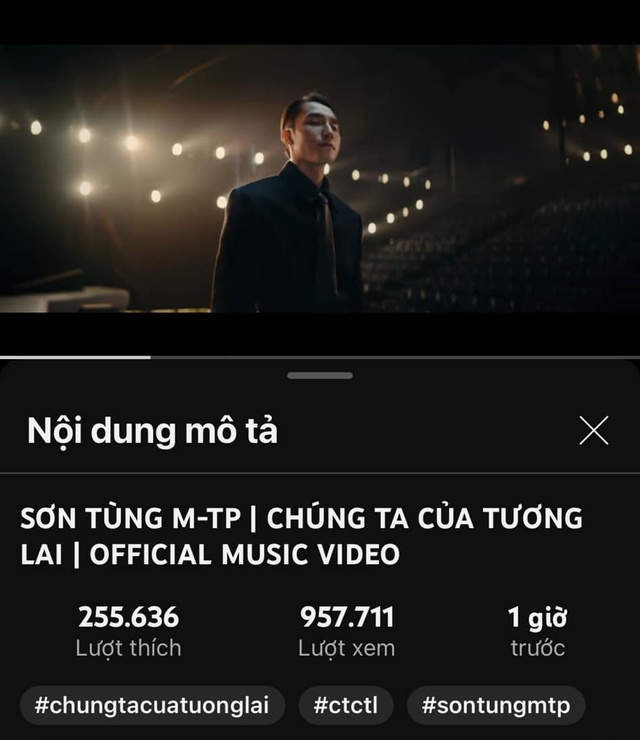 Nội dung mô tả
SƠN TÙNG M-TP | CHÚNG TA CỦA TƯƠNG
LAI | OFFICIAL MUSIC VIDEO
255.636 957.711 1 giờ
Lượt thích Lượt xem trước
#chungtacuatuonglai #ctctl #sontungmtp